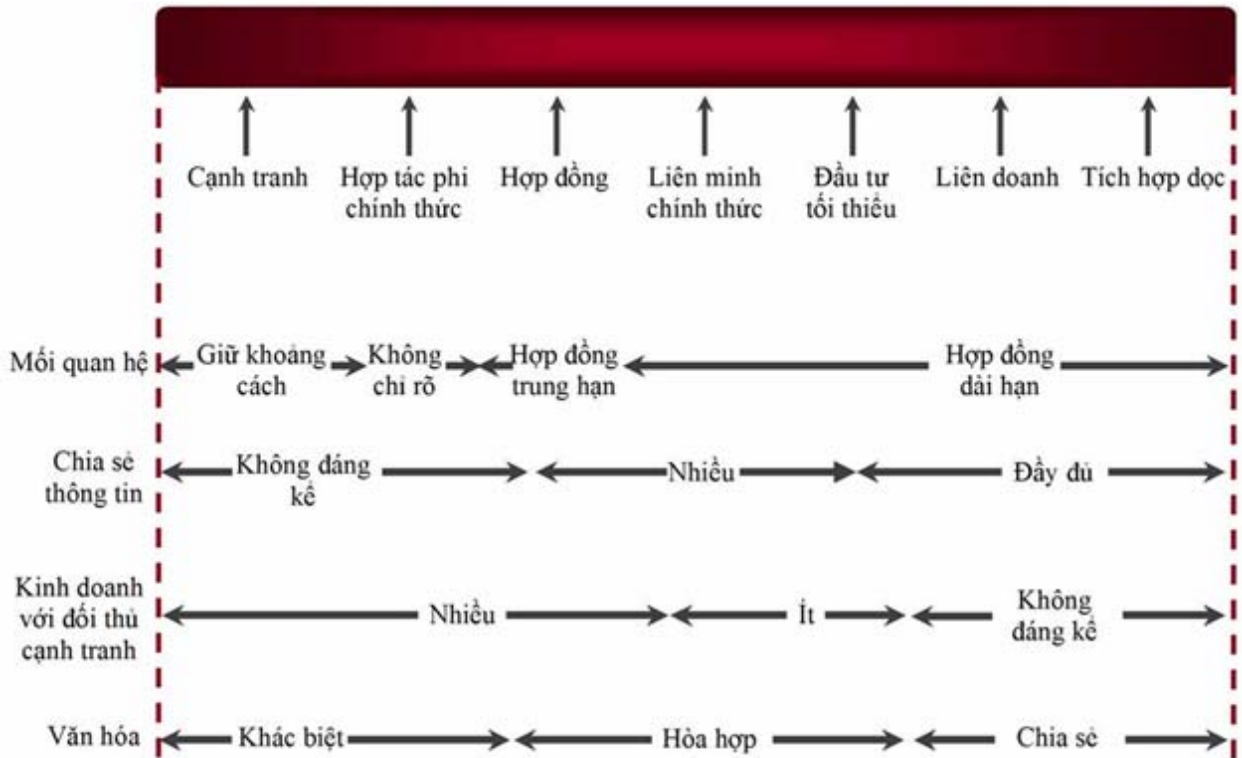 Cạnh tranh
Hợp tác phi
chính thức
Hợp đồng
Liên minh
chính thức
Đầu tư
tối thiểu
Liên doanh
Tích hợp dọc
Mối quan hệ
Giữ khoảng
cách
Không
chỉ rõ
Hợp đồng
trung hạn
Hợp đồng
dài hạn
Chia sẻ
thông tin
Không đáng
kể
Nhiều
Đầy đủ
Kinh doanh
với đối thủ
cạnh tranh
Nhiều
Ít
Không
đáng kể
Văn hóa
Khác biệt
Hòa hợp
Chia sẻ